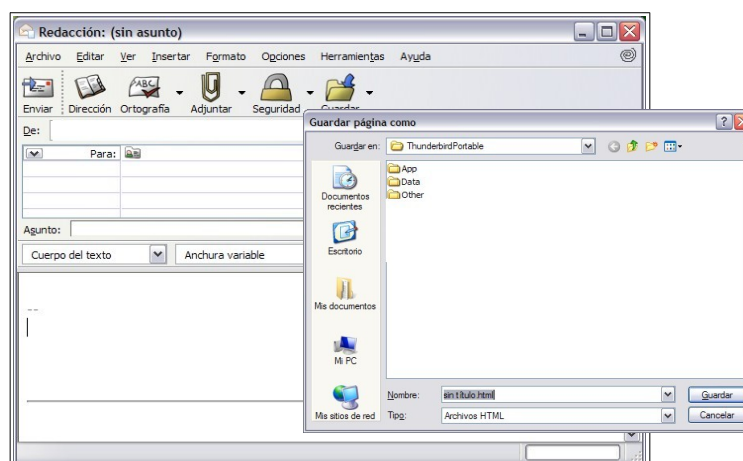 Redacción: (sin asunto)
Archivo Editar Ver Insertar Formato Opciones Herramientas Ayuda
ABC
Enviar Dirección Ortografía Adjuntar Seguridad Guardar
De:
Para:
Asunto:
Cuerpo del texto Anchura variable
--
Guardar página como
Guardar en: ThunderbirdPortable
App
Data
Other
Documentos
recientes
Escritorio
Mis documentos
Mi PC
Mis sitios de red
Nombre: sin título.html Guardar
Tipo: Archivos HTML Cancelar